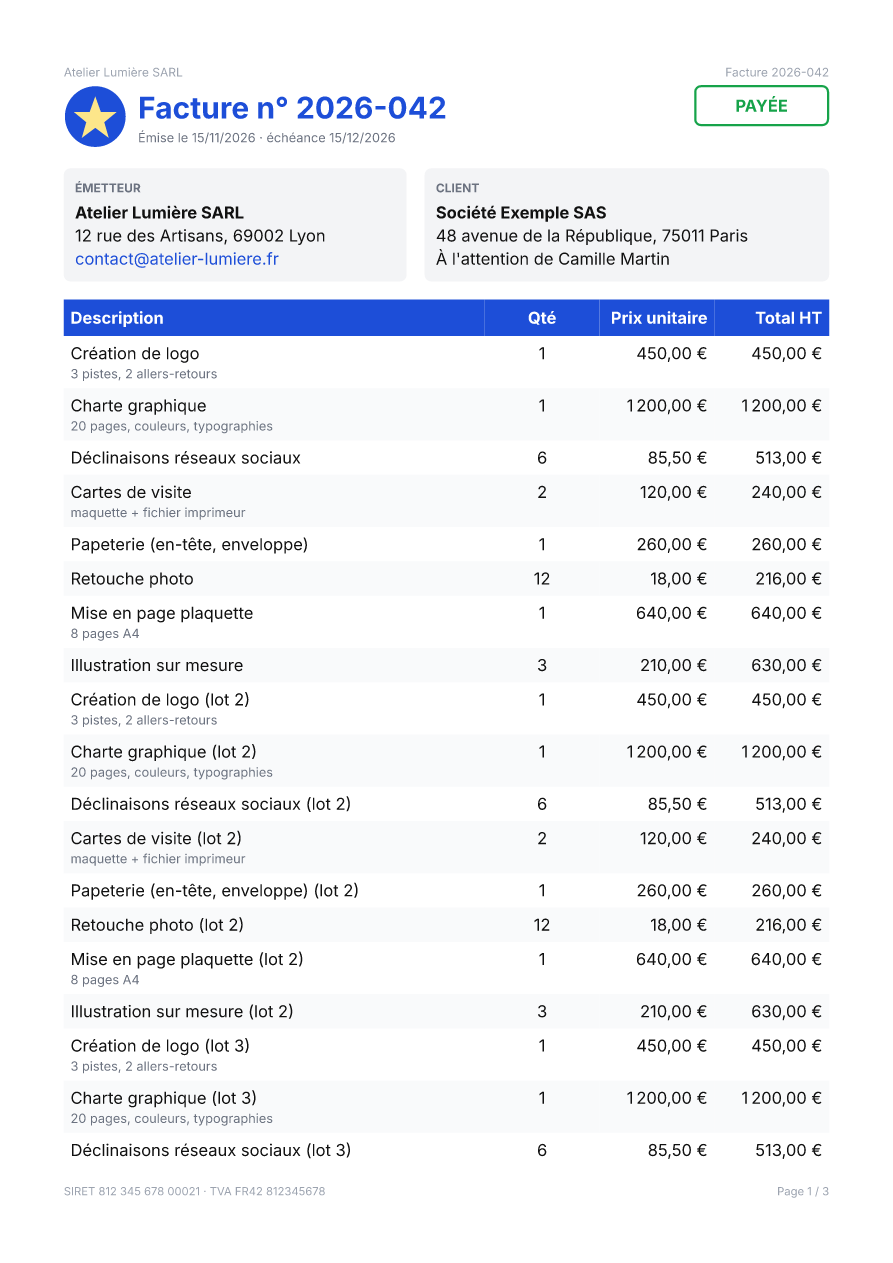 Atelier Lumière SARL Facture 2026-042
Facture n° 2026-042
PAYÉE
Émise le 15/11/2026 · échéance 15/12/2026
ÉMETTEUR
Atelier Lumière SARL
12 rue des Artisans, 69002 Lyon
contact@atelier-lumiere.fr
CLIENT
Société Exemple SAS
48 avenue de la République, 75011 Paris
À l'attention de Camille Martin
Description Qté Prix unitaire Total HT
Création de logo 1 450,00 € 450,00 €
3 pistes, 2 allers-retours
Charte graphique 1 1 200,00 € 1 200,00 €
20 pages, couleurs, typographies
Déclinaisons réseaux sociaux 6 85,50 € 513,00 €
Cartes de visite 2 120,00 € 240,00 €
maquette + fichier imprimeur
Papeterie (en-tête, enveloppe) 1 260,00 € 260,00 €
Retouche photo 12 18,00 € 216,00 €
Mise en page plaquette 1 640,00 € 640,00 €
8 pages A4
Illustration sur mesure 3 210,00 € 630,00 €
Création de logo (lot 2) 1 450,00 € 450,00 €
3 pistes, 2 allers-retours
Charte graphique (lot 2) 1 1 200,00 € 1 200,00 €
20 pages, couleurs, typographies
Déclinaisons réseaux sociaux (lot 2) 6 85,50 € 513,00 €
Cartes de visite (lot 2) 2 120,00 € 240,00 €
maquette + fichier imprimeur
Papeterie (en-tête, enveloppe) (lot 2) 1 260,00 € 260,00 €
Retouche photo (lot 2) 12 18,00 € 216,00 €
Mise en page plaquette (lot 2) 1 640,00 € 640,00 €
8 pages A4
Illustration sur mesure (lot 2) 3 210,00 € 630,00 €
Création de logo (lot 3) 1 450,00 € 450,00 €
3 pistes, 2 allers-retours
Charte graphique (lot 3) 1 1 200,00 € 1 200,00 €
20 pages, couleurs, typographies
Déclinaisons réseaux sociaux (lot 3) 6 85,50 € 513,00 €
SIRET 812 345 678 00021 · TVA FR42 812345678 Page 1 / 3